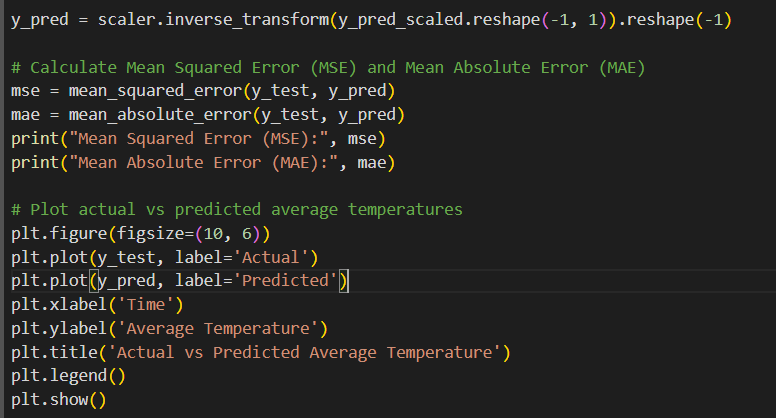 y_pred = scaler.inverse_transform(y_pred_scaled.reshape(-1, 1)).reshape(-1)
# Calculate Mean Squared Error (MSE) and Mean Absolute Error (MAE)
mse = mean_squared_error(y_test, y_pred)
mae = mean_absolute_error(y_test, y_pred)
print("Mean Squared Error (MSE):", mse)
print("Mean Absolute Error (MAE):", mae)
# Plot actual vs predicted average temperatures
plt.figure(figsize=(10, 6))
plt.plot(y_test, label='Actual')
plt.plot(y_pred, label='Predicted')
plt.xlabel('Time')
plt.ylabel('Average Temperature')
plt.title('Actual vs Predicted Average Temperature')
plt.legend()
plt.show()